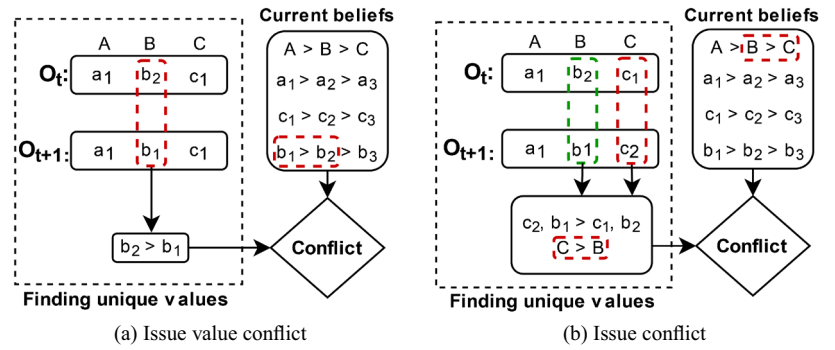 Current beliefs
A B C
A > B > C
Ot: a1 b2 c1
a1 > a2 > a3
c1 > c2 > c3
Ot+1: a1 b1 c1
b1 > b2 > b3
b2 > b1
Conflict
Finding unique values
(a) Issue value conflict
Current beliefs
A B C
A > B > C
Ot: a1 b2 c1
a1 > a2 > a3
c1 > c2 > c3
Ot+1: a1 b1 c2
b1 > b2 > b3
c2, b1 > c1, b2
C > B
Conflict
Finding unique values
(b) Issue conflict